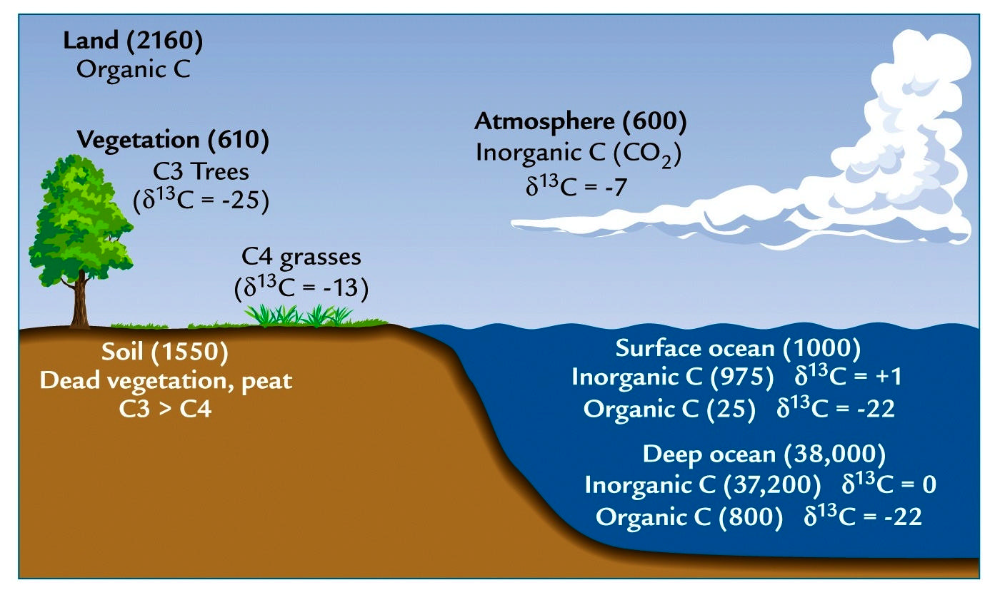 Land (2160)
Organic C
Vegetation (610)
C3 Trees
(δ¹³C = -25)
C4 grasses
(δ¹³C = -13)
Atmosphere (600)
Inorganic C (CO₂)
δ¹³C = -7
Soil (1550)
Dead vegetation, peat
C3 > C4
Surface ocean (1000)
Inorganic C (975) δ¹³C = +1
Organic C (25) δ¹³C = -22
Deep ocean (38,000)
Inorganic C (37,200) δ¹³C = 0
Organic C (800) δ¹³C = -22